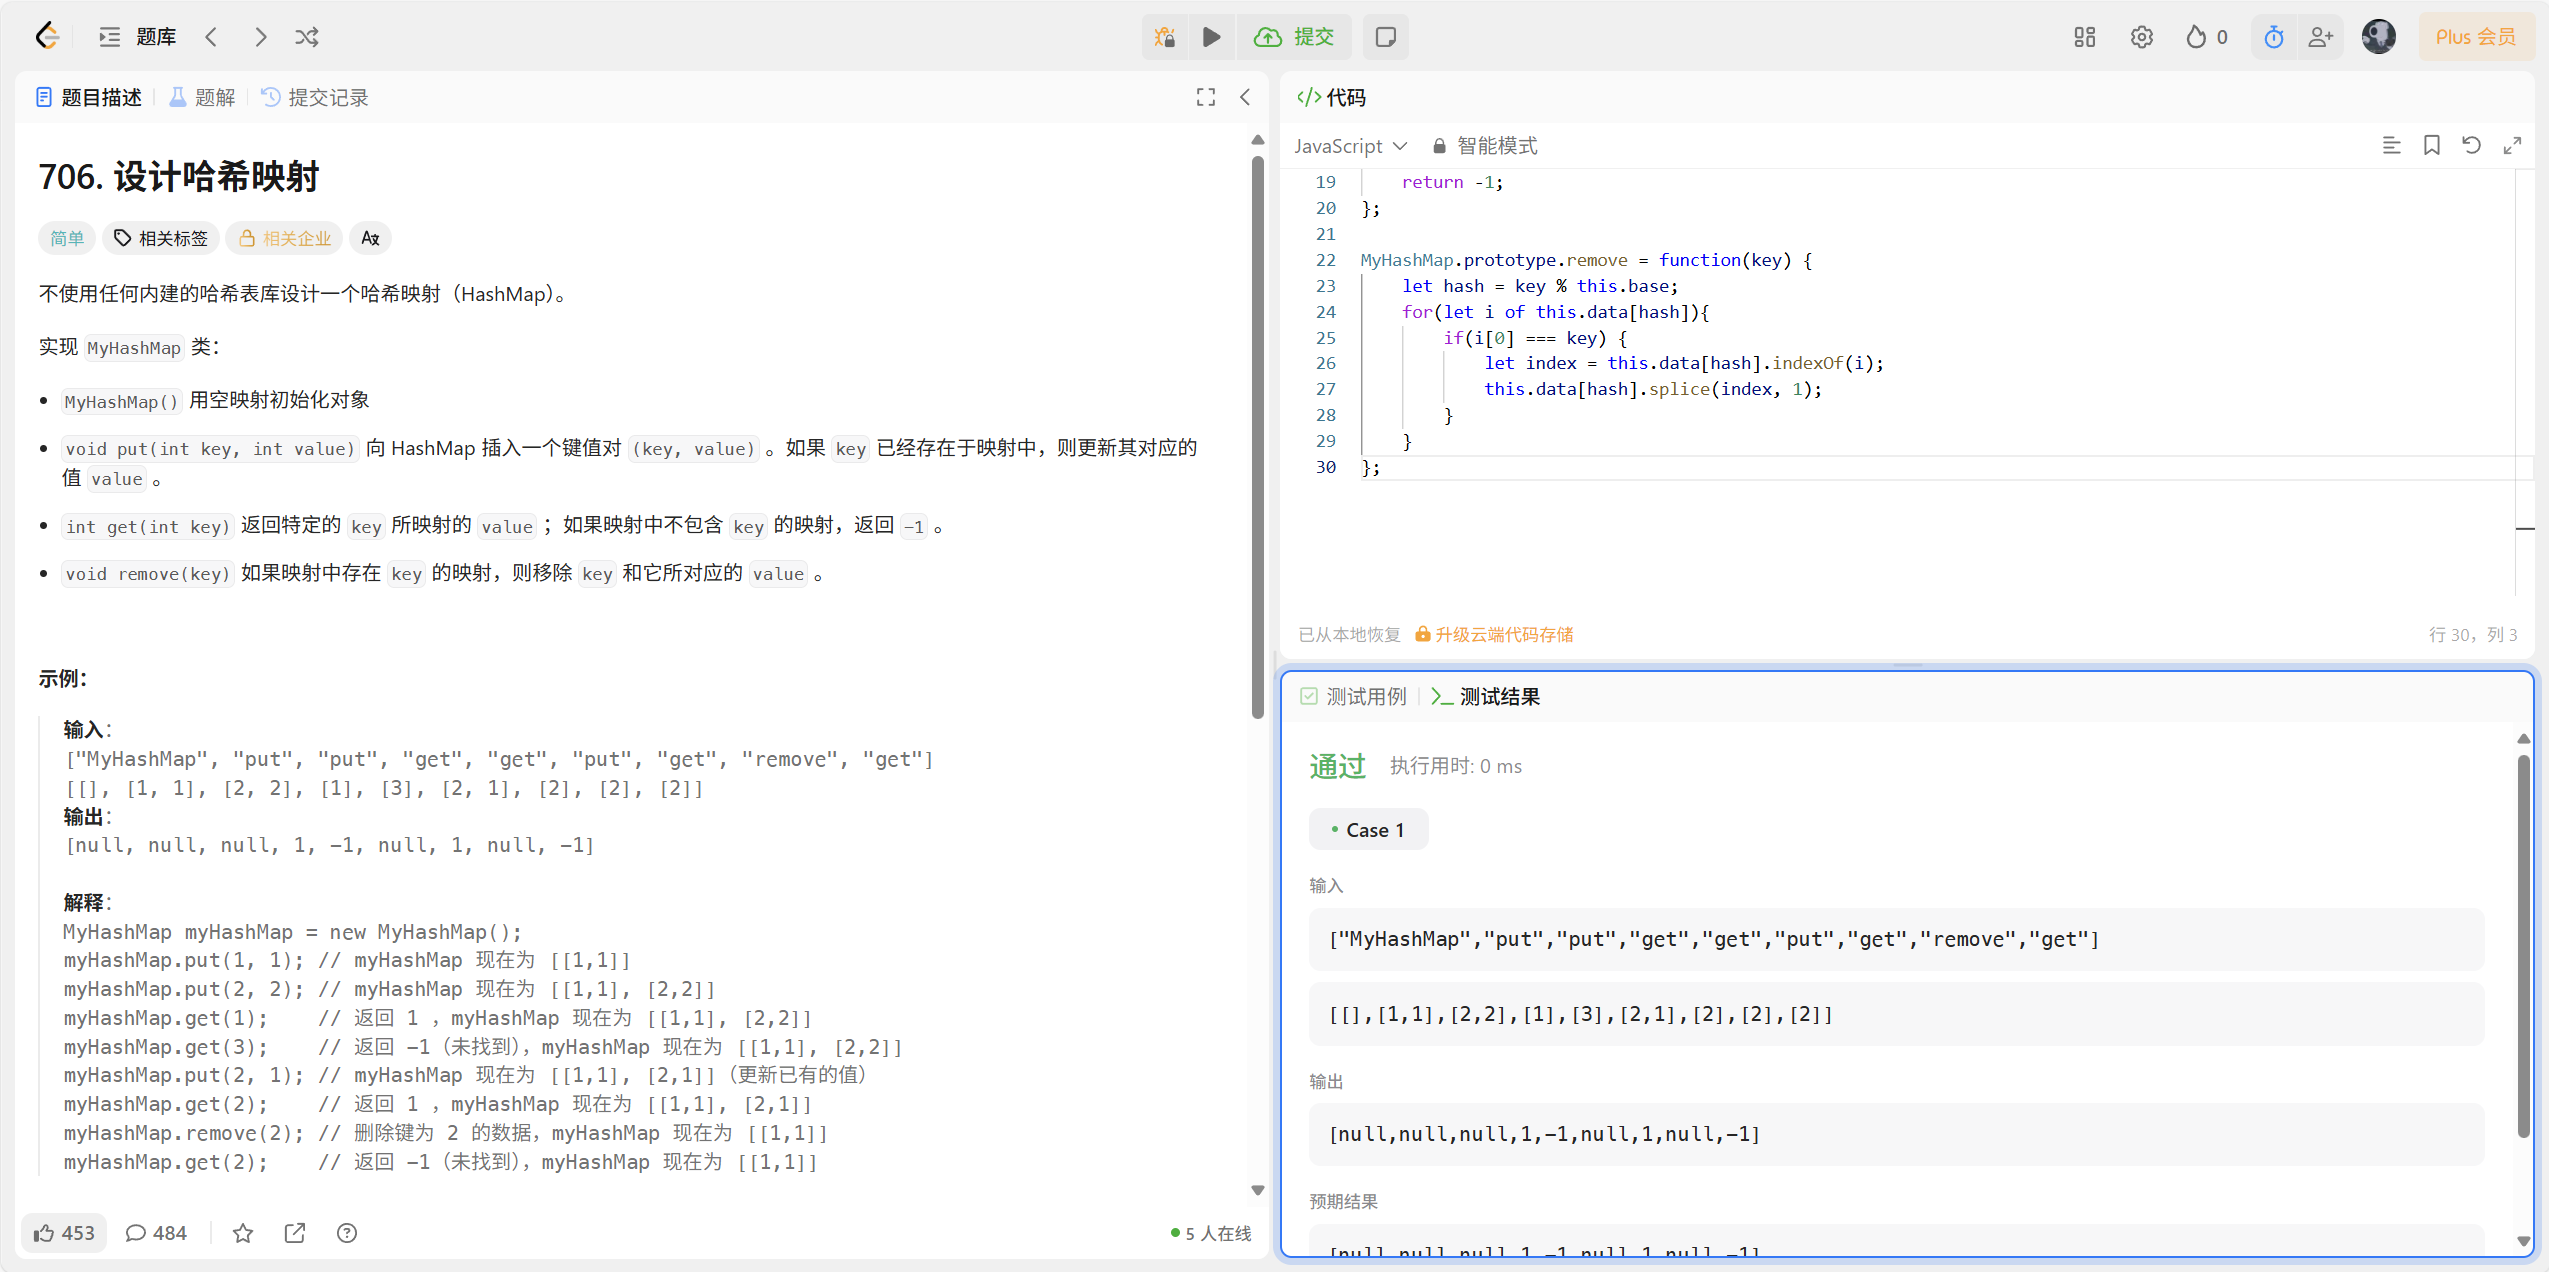 题库
提交
0
Plus 会员
题目描述
题解
提交记录
706. 设计哈希映射
简单
相关标签
相关企业
不使用任何内建的哈希表库设计一个哈希映射（HashMap）。
实现 MyHashMap 类：
MyHashMap() 用空映射初始化对象
void put(int key, int value) 向 HashMap 插入一个键值对 (key, value) 。如果 key 已经存在于映射中，则更新其对应的
值 value 。
int get(int key) 返回特定的 key 所映射的 value ；如果映射中不包含 key 的映射，返回 -1 。
void remove(key) 如果映射中存在 key 的映射，则移除 key 和它所对应的 value 。
示例：
输入：
["MyHashMap", "put", "put", "get", "get", "put", "get", "remove", "get"]
[[], [1, 1], [2, 2], [1], [3], [2, 1], [2], [2], [2]]
输出：
[null, null, null, 1, -1, null, 1, null, -1]
解释：
MyHashMap myHashMap = new MyHashMap();
myHashMap.put(1, 1); // myHashMap 现在为 [[1,1]]
myHashMap.put(2, 2); // myHashMap 现在为 [[1,1], [2,2]]
myHashMap.get(1);    // 返回 1 ，myHashMap 现在为 [[1,1], [2,2]]
myHashMap.get(3);    // 返回 -1（未找到），myHashMap 现在为 [[1,1], [2,2]]
myHashMap.put(2, 1); // myHashMap 现在为 [[1,1], [2,1]]（更新已有的值）
myHashMap.get(2);    // 返回 1 ，myHashMap 现在为 [[1,1], [2,1]]
myHashMap.remove(2); // 删除键为 2 的数据，myHashMap 现在为 [[1,1]]
myHashMap.get(2);    // 返回 -1（未找到），myHashMap 现在为 [[1,1]]
453
484
5 人在线
代码
JavaScript
智能模式
19 return -1;
20 };
21
22 MyHashMap.prototype.remove = function(key) {
23 let hash = key % this.base;
24 for(let i of this.data[hash]){
25 if(i[0] === key) {
26 let index = this.data[hash].indexOf(i);
27 this.data[hash].splice(index, 1);
28 }
29 }
30 };
已从本地恢复
升级云端代码存储
行 30，列 3
测试用例
测试结果
通过
执行用时: 0 ms
Case 1
输入
["MyHashMap","put","put","get","get","put","get","remove","get"]
[[],[1,1],[2,2],[1],[3],[2,1],[2],[2],[2]]
输出
[null,null,null,1,-1,null,1,null,-1]
预期结果
[null,null,null,1,-1,null,1,null,-1]